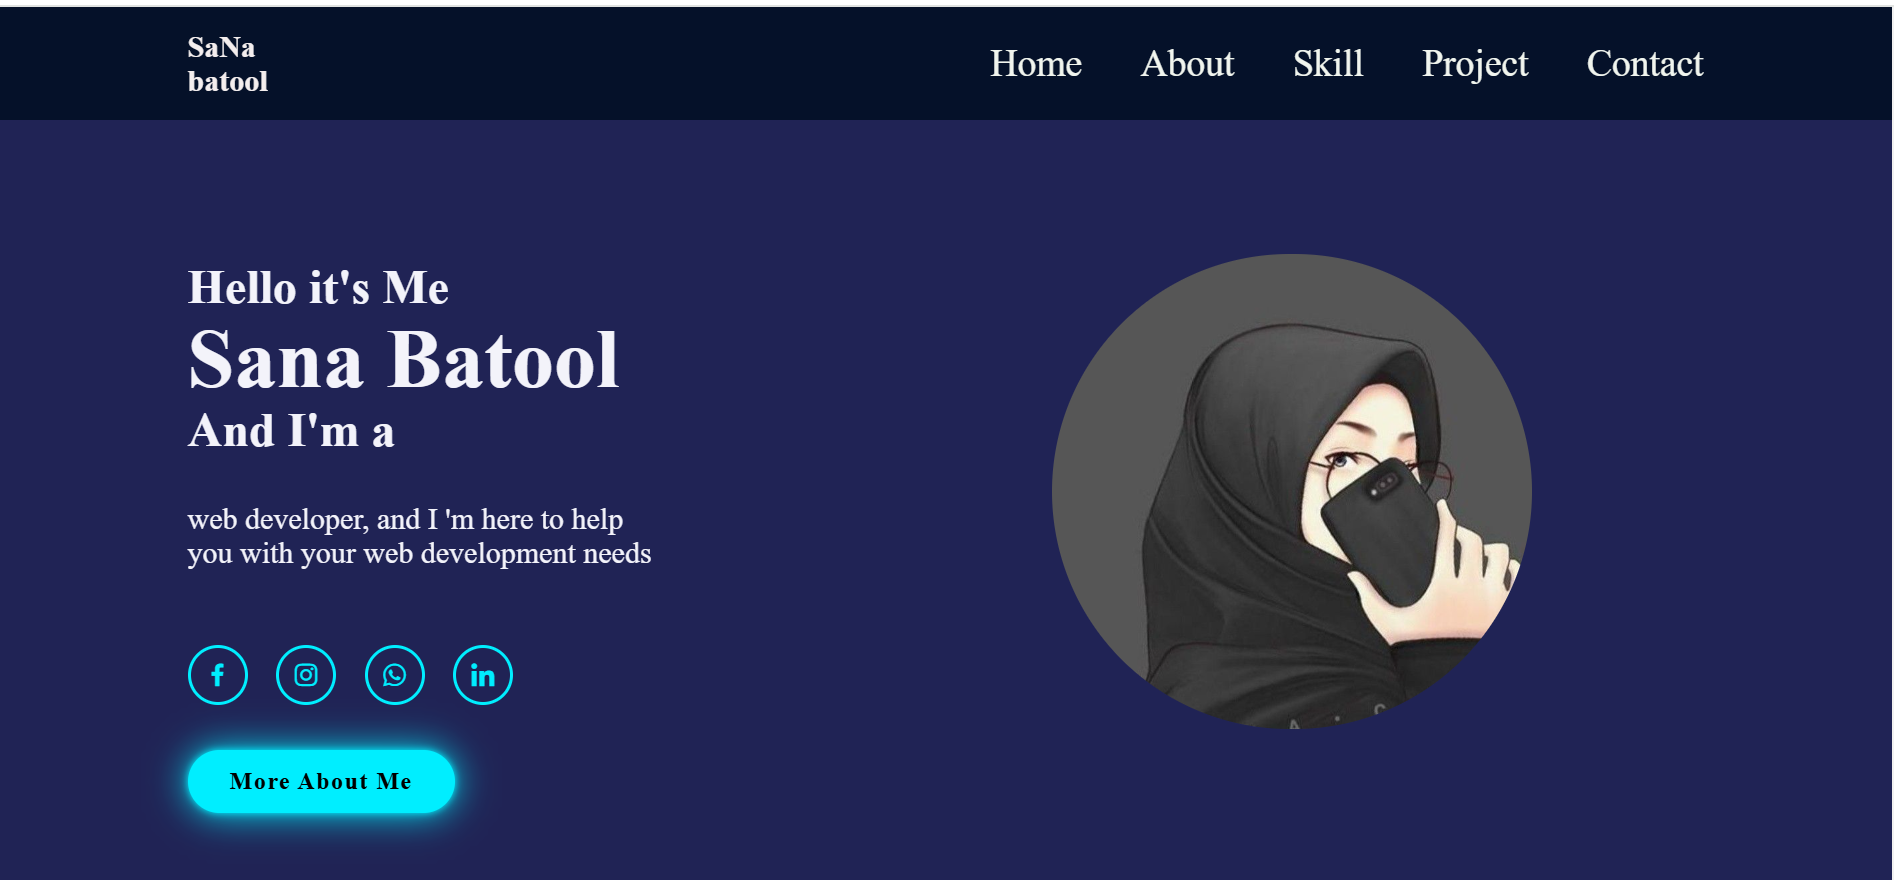 SaNa
batool
Home About Skill Project Contact
Hello it's Me
Sana Batool
And I'm a
web developer, and I 'm here to help
you with your web development needs
in
More About Me